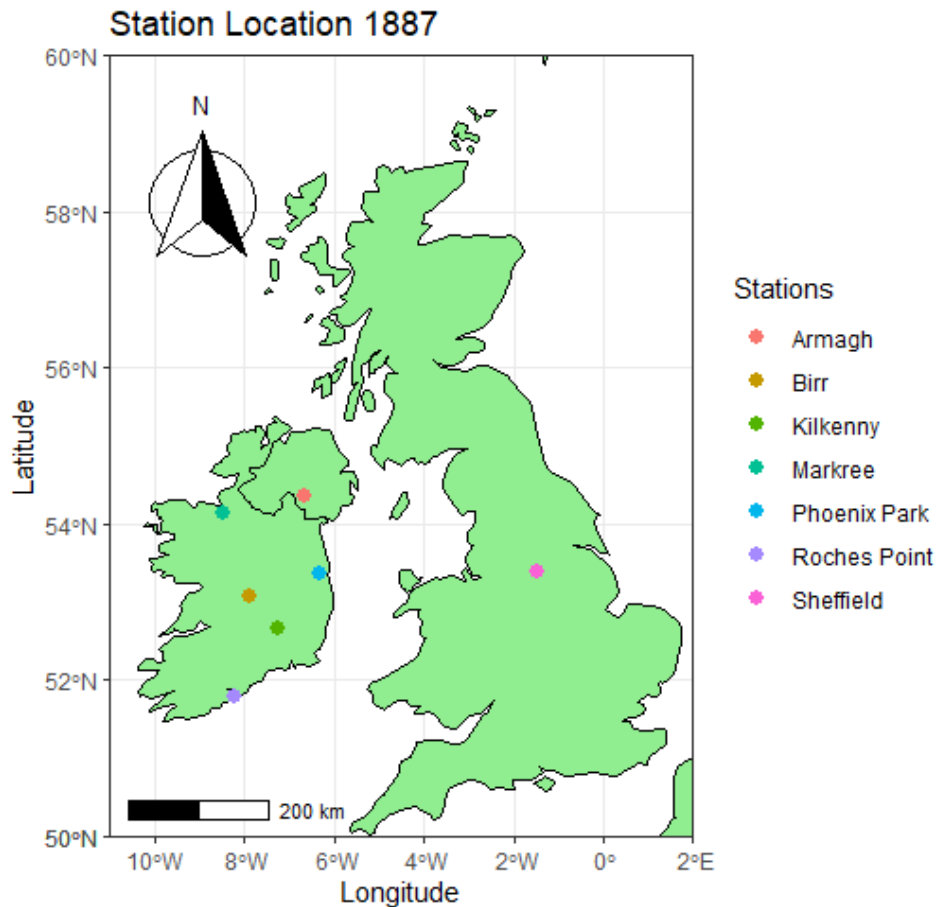 Station Location 1887
60°N
58°N
56°N
54°N
52°N
50°N
Latitude
N
200 km
10°W 8°W 6°W 4°W 2°W 0° 2°E
Longitude
Stations
Armagh
Birr
Kilkenny
Markree
Phoenix Park
Roches Point
Sheffield